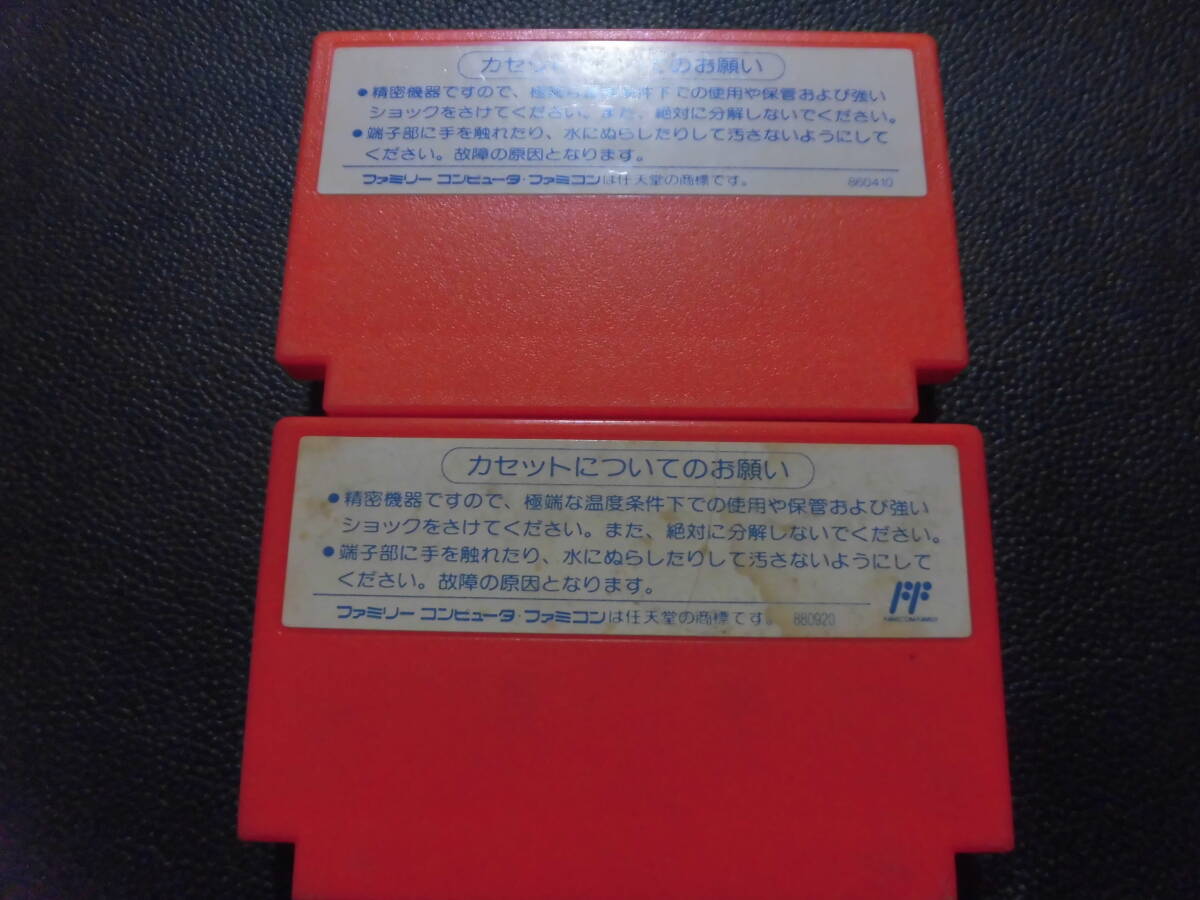 カセットについてのお願い
●精密機器ですので、極端な温度条件下での使用や保管および強い
ショックをさけてください。また、絶対に分解しないでください。
●端子部に手を触れたり、水にぬらしたりして汚さないようにして
ください。故障の原因となります。
ファミリー コンピュータ・ファミコンは任天堂の商標です。 860410
カセットについてのお願い
●精密機器ですので、極端な温度条件下での使用や保管および強い
ショックをさけてください。また、絶対に分解しないでください。
●端子部に手を触れたり、水にぬらしたりして汚さないようにして
ください。故障の原因となります。
ファミリー コンピュータ・ファミコンは任天堂の商標です。 880920
FF
FAMICOM FAMILY